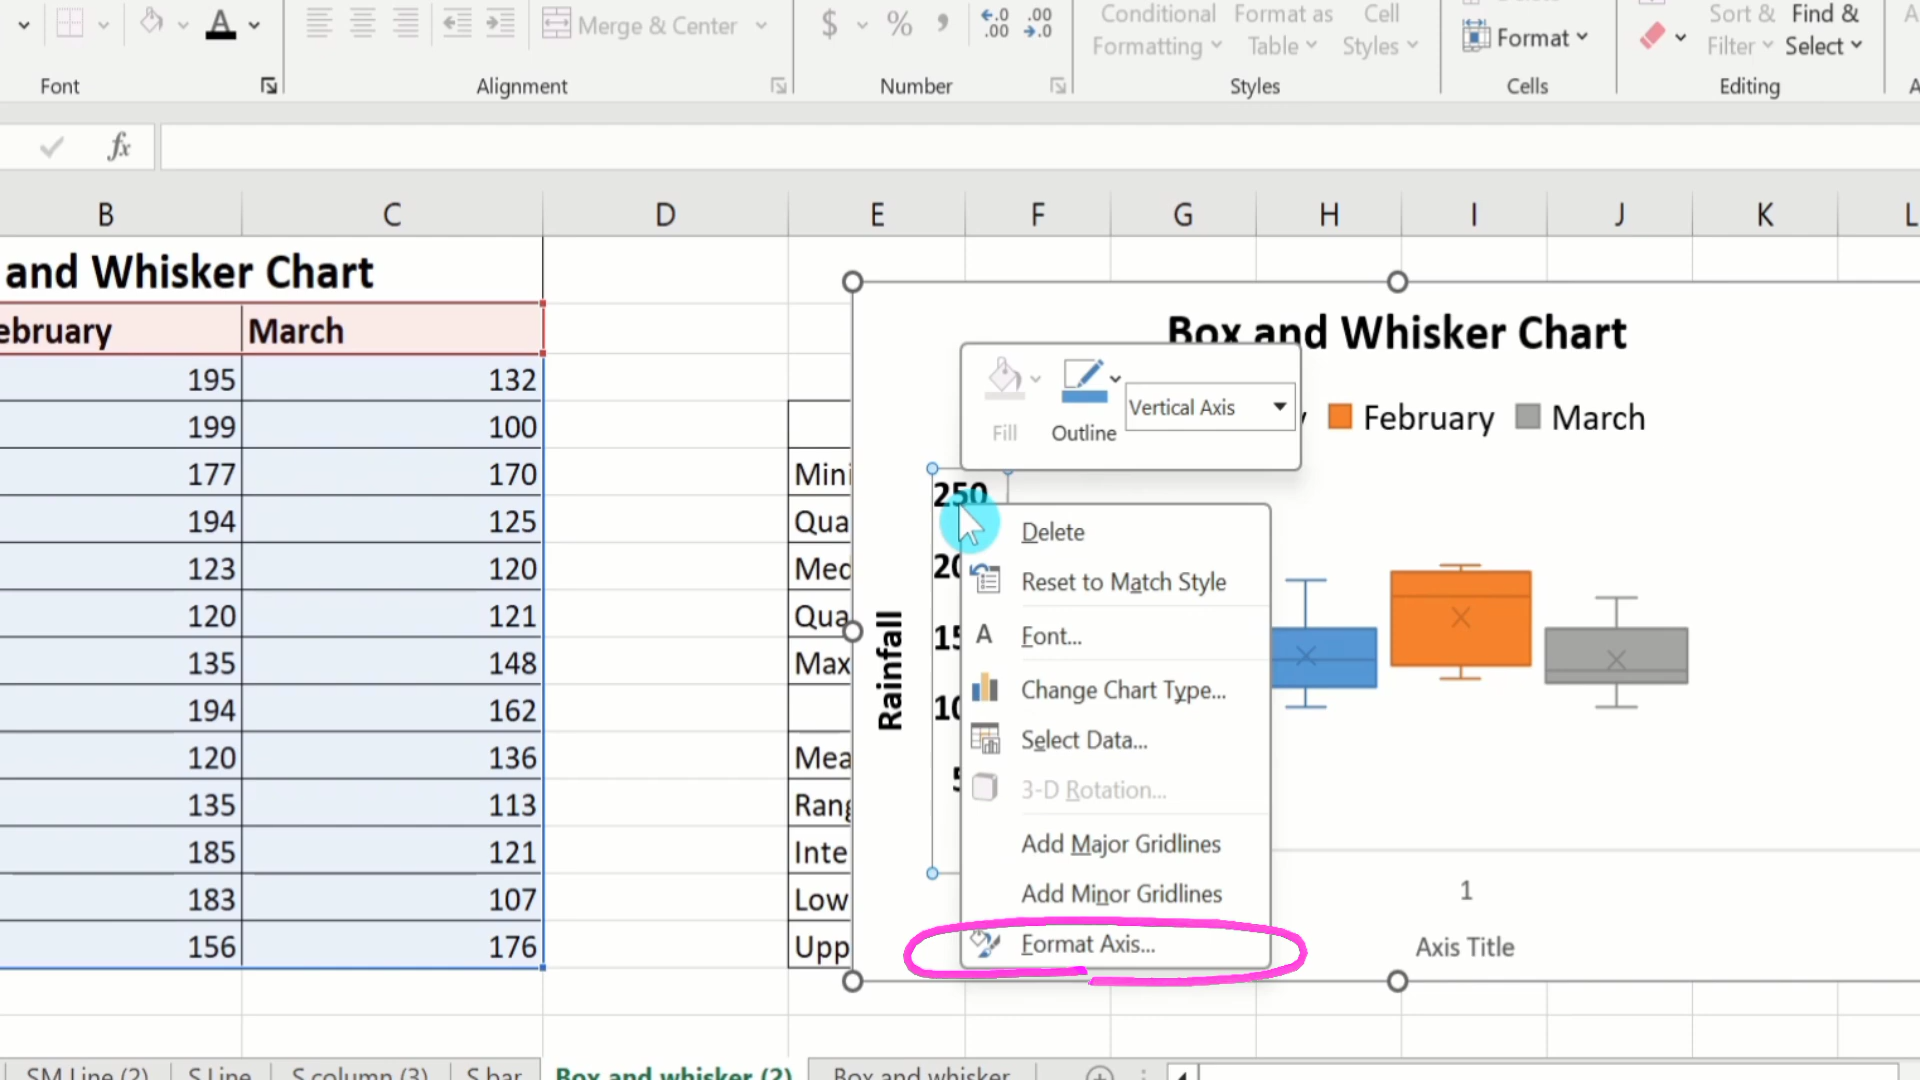 Merge & Center
$ % ,
.0 .00
.00 .0
Conditional
Formatting
Format as
Table
Cell
Styles
Format
Sort &
Filter
Find &
Select
Font
Alignment
Number
Styles
Cells
Editing
fx
B C D E F G H I J K L
and Whisker Chart
ebruary March
195 132
199 100
177 170
194 125
123 120
120 121
135 148
194 162
120 136
135 113
185 121
183 107
156 176
Mini
Qua
Med
Qua
Max
Mea
Rang
Inte
Low
Upp
Box and Whisker Chart
February March
Fill
Outline
Vertical Axis
250
Rainfall
1
Axis Title
Delete
Reset to Match Style
Font...
Change Chart Type...
Select Data...
3-D Rotation...
Add Major Gridlines
Add Minor Gridlines
Format Axis...
SM Line (2) S Line S column (3) S bar Box and whisker (2) Box and whisker